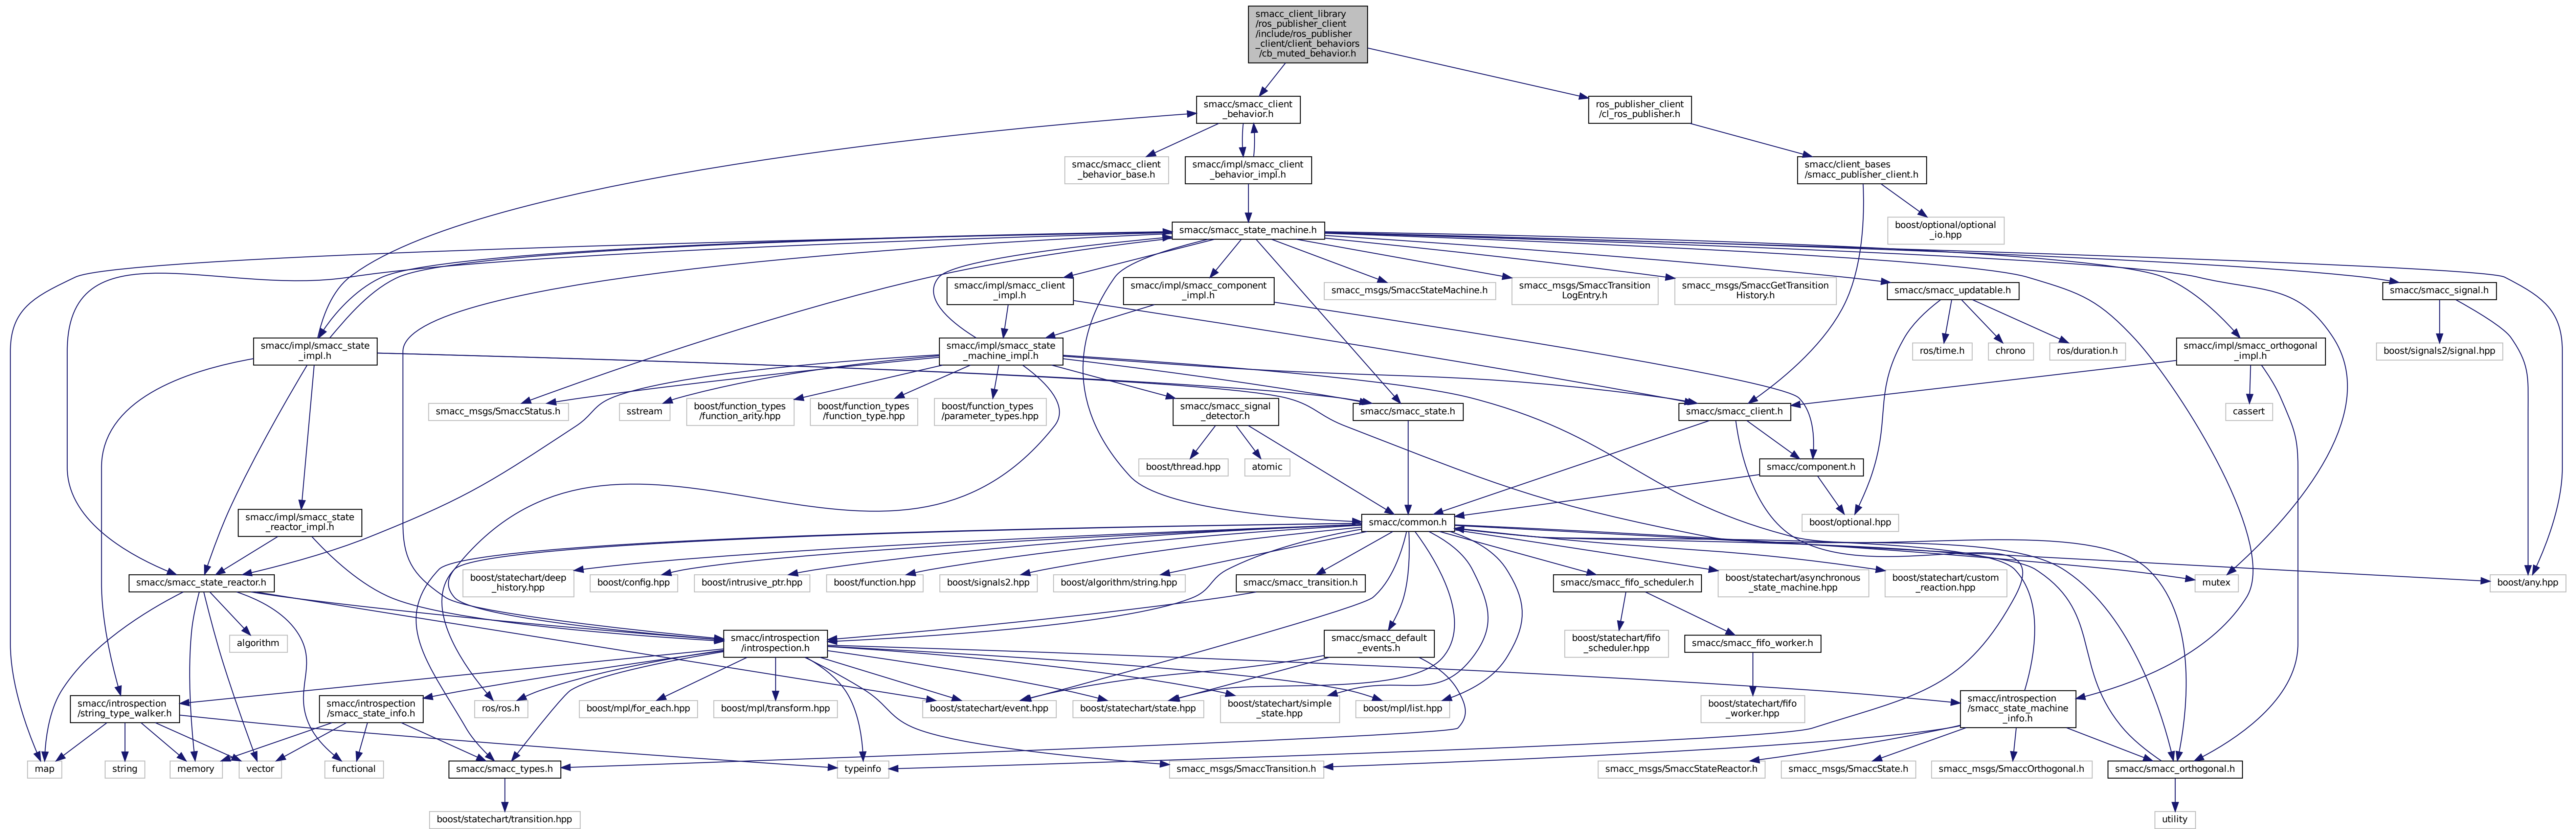 smacc_client_library
/ros_publisher_client
/include/ros_publisher
_client/client_behaviors
/cb_muted_behavior.h
smacc/smacc_client
_behavior.h
ros_publisher_client
/cl_ros_publisher.h
smacc/smacc_client
_behavior_base.h
smacc/impl/smacc_client
_behavior_impl.h
smacc/client_bases
/smacc_publisher_client.h
smacc/smacc_state_machine.h
boost/optional/optional
_io.hpp
smacc/impl/smacc_client
_impl.h
smacc/impl/smacc_component
_impl.h
smacc_msgs/SmaccStateMachine.h
smacc_msgs/SmaccTransition
LogEntry.h
smacc_msgs/SmaccGetTransition
History.h
smacc/smacc_updatable.h
smacc/smacc_signal.h
smacc/impl/smacc_state
_impl.h
smacc/impl/smacc_state
_machine_impl.h
ros/time.h
chrono
ros/duration.h
smacc/impl/smacc_orthogonal
_impl.h
boost/signals2/signal.hpp
smacc_msgs/SmaccStatus.h
sstream
boost/function_types
/function_arity.hpp
boost/function_types
/function_type.hpp
boost/function_types
/parameter_types.hpp
smacc/smacc_signal
_detector.h
smacc/smacc_state.h
smacc/smacc_client.h
cassert
boost/thread.hpp
atomic
smacc/component.h
smacc/impl/smacc_state
_reactor_impl.h
smacc/common.h
boost/optional.hpp
smacc/smacc_state_reactor.h
boost/statechart/deep
_history.hpp
boost/config.hpp
boost/intrusive_ptr.hpp
boost/function.hpp
boost/signals2.hpp
boost/algorithm/string.hpp
smacc/smacc_transition.h
smacc/smacc_fifo_scheduler.h
boost/statechart/asynchronous
_state_machine.hpp
boost/statechart/custom
_reaction.hpp
mutex
boost/any.hpp
algorithm
smacc/introspection
/introspection.h
smacc/smacc_default
_events.h
boost/statechart/fifo
_scheduler.hpp
smacc/smacc_fifo_worker.h
smacc/introspection
/string_type_walker.h
smacc/introspection
/smacc_state_info.h
ros/ros.h
boost/mpl/for_each.hpp
boost/mpl/transform.hpp
boost/statechart/event.hpp
boost/statechart/state.hpp
boost/statechart/simple
_state.hpp
boost/mpl/list.hpp
boost/statechart/fifo
_worker.hpp
smacc/introspection
/smacc_state_machine
_info.h
map
string
memory
vector
functional
smacc/smacc_types.h
typeinfo
smacc_msgs/SmaccTransition.h
smacc_msgs/SmaccStateReactor.h
smacc_msgs/SmaccState.h
smacc_msgs/SmaccOrthogonal.h
smacc/smacc_orthogonal.h
boost/statechart/transition.hpp
utility